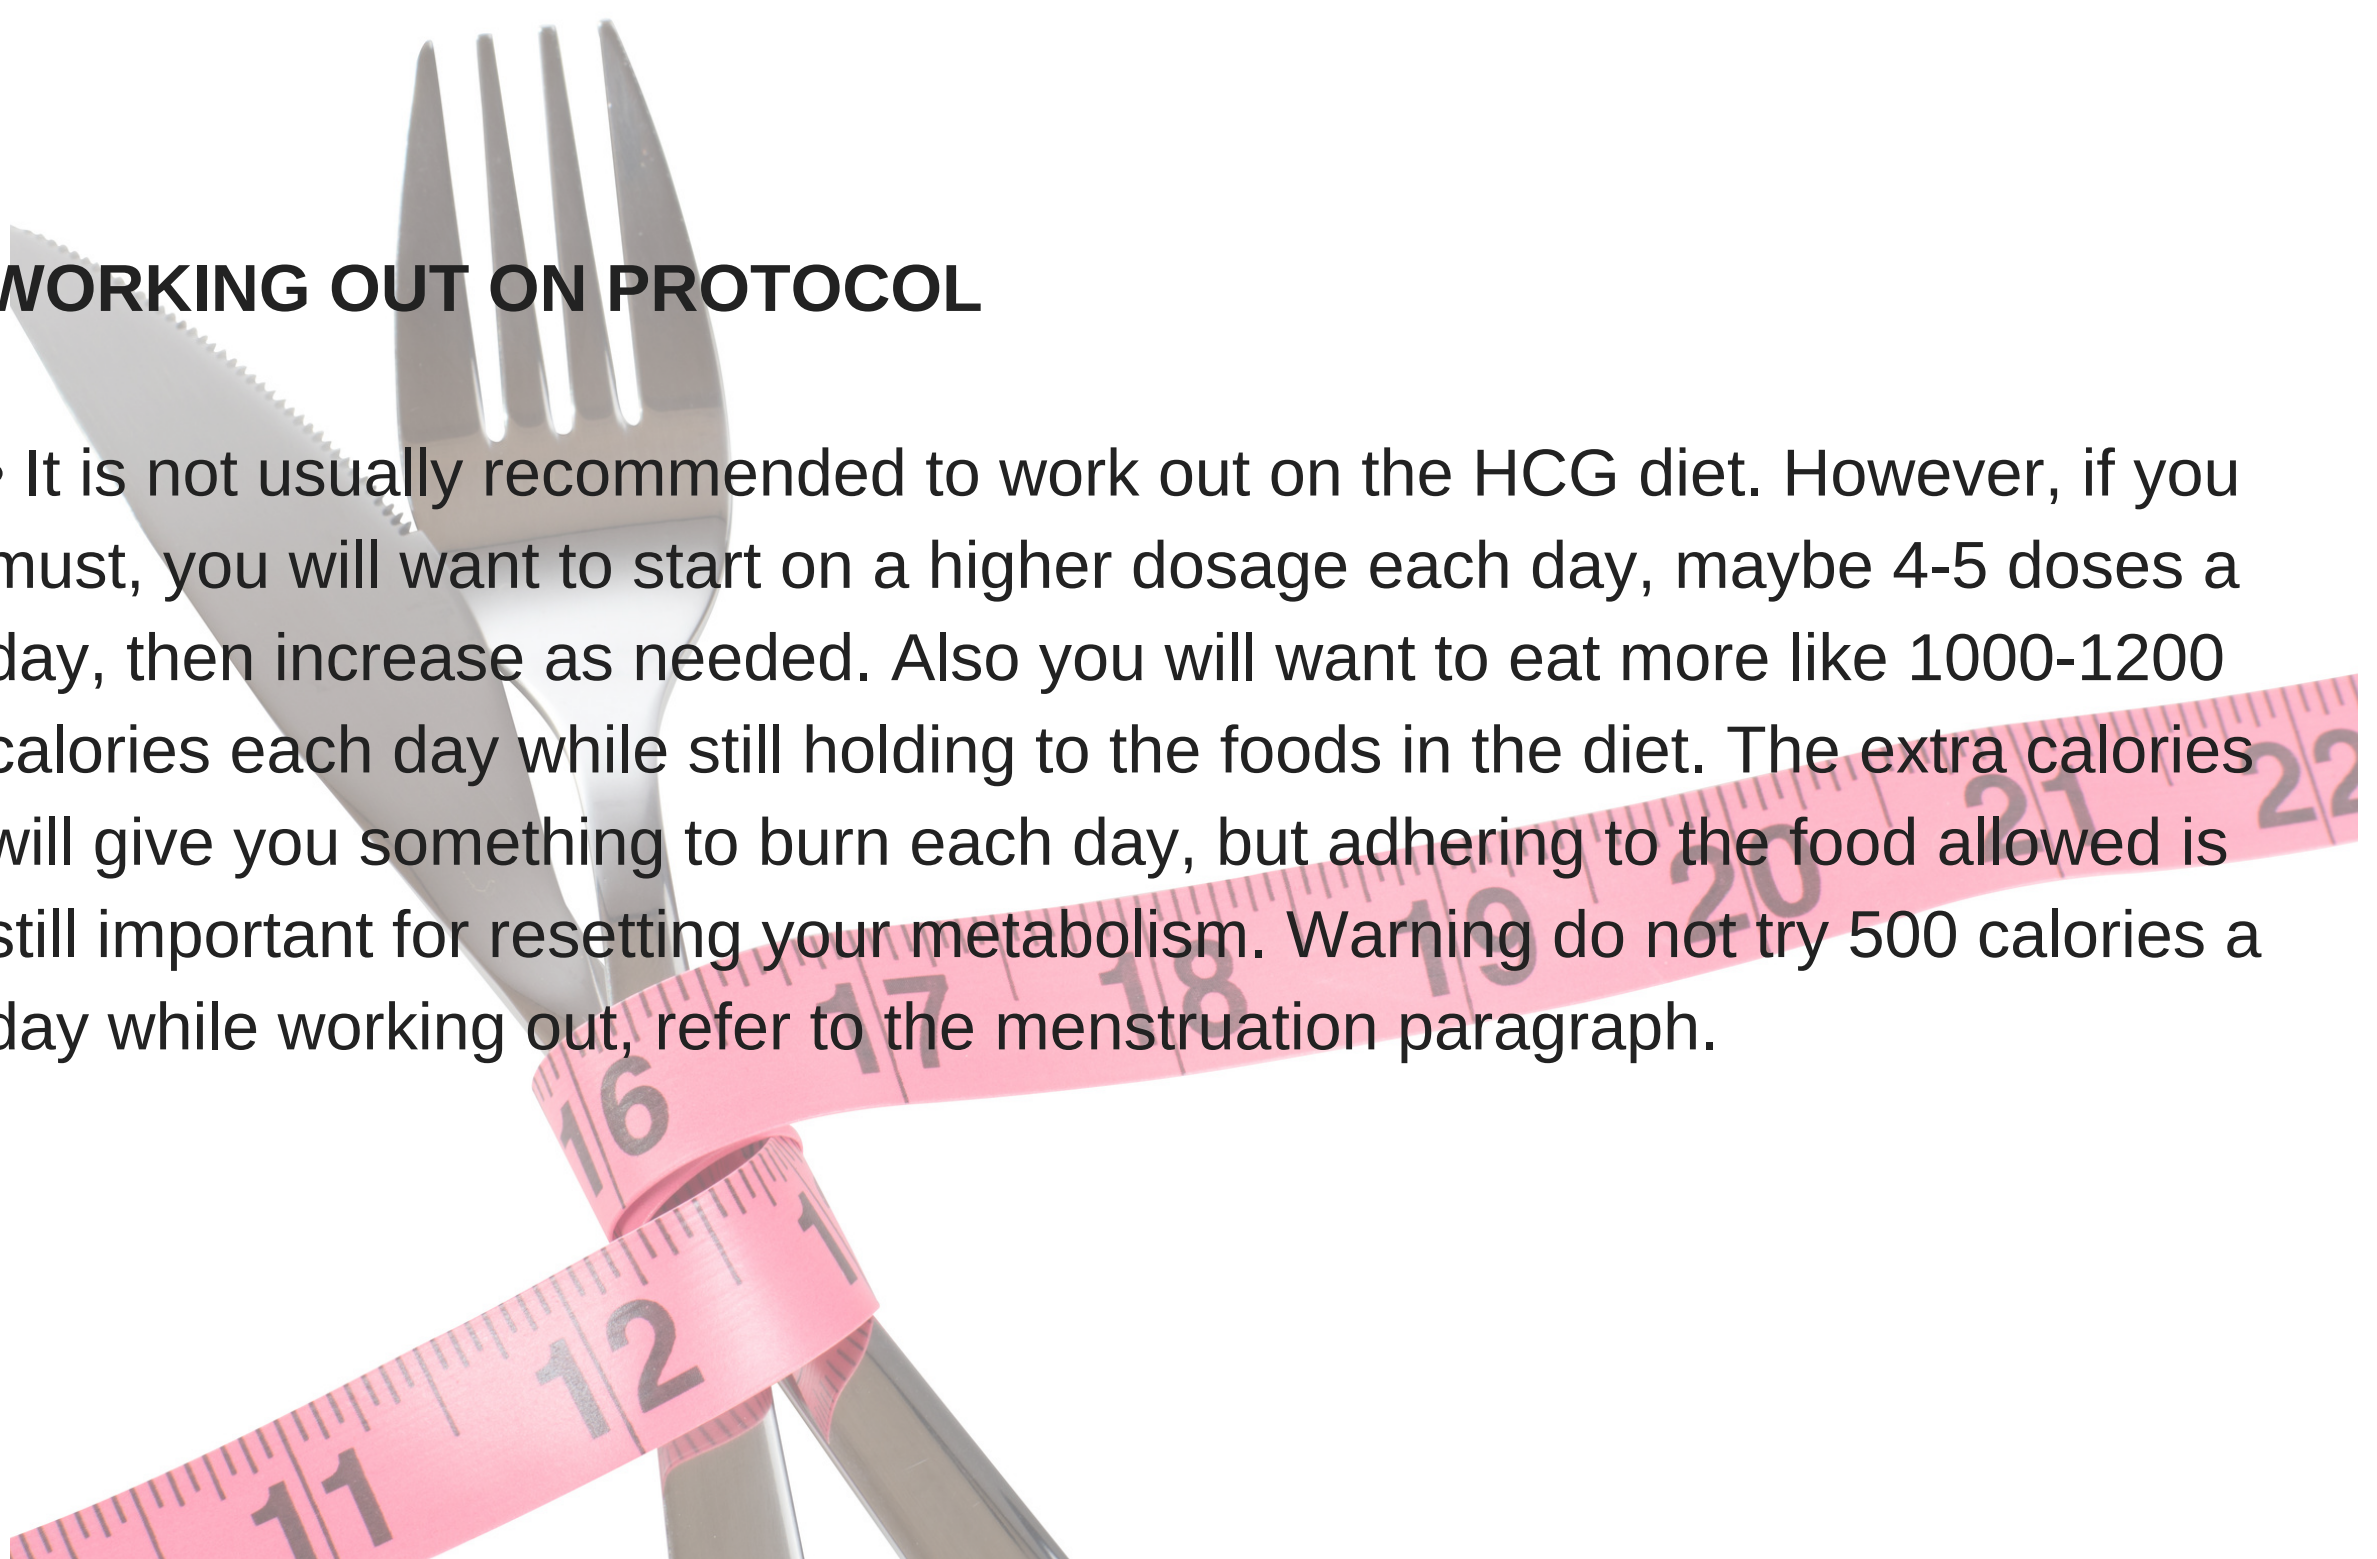 WORKING OUT ON PROTOCOL
• It is not usually recommended to work out on the HCG diet. However, if you
must, you will want to start on a higher dosage each day, maybe 4-5 doses a
day, then increase as needed. Also you will want to eat more like 1000-1200
calories each day while still holding to the foods in the diet. The extra calories
will give you something to burn each day, but adhering to the food allowed is
still important for resetting your metabolism. Warning do not try 500 calories a
day while working out, refer to the menstruation paragraph.
16 17 18 19 20 21 22
1
12
11